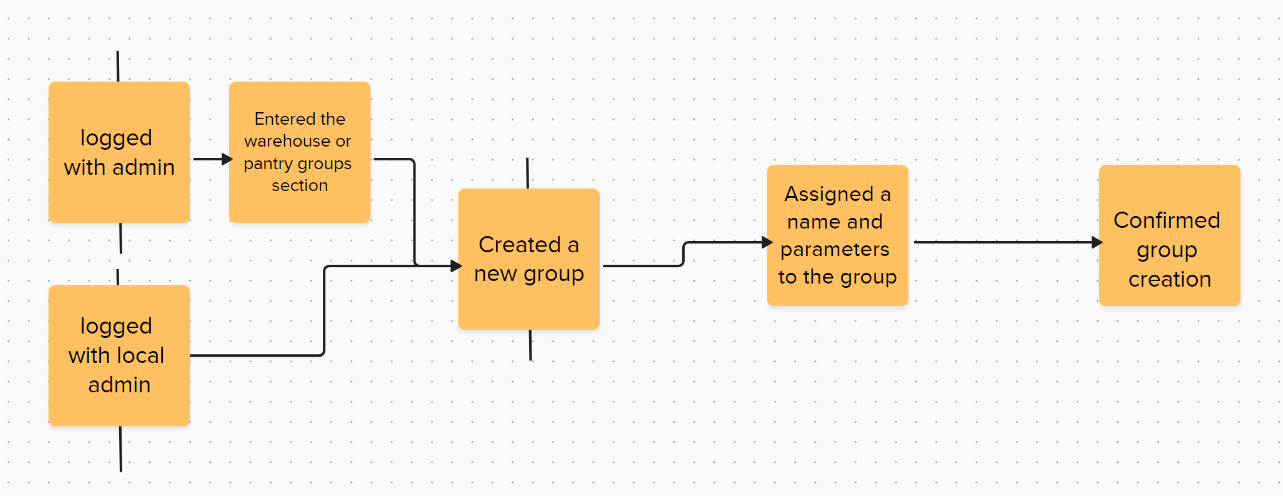 logged
with admin
Entered the
warehouse or
pantry groups
section
logged
with local
admin
Created a
new group
Assigned a
name and
parameters
to the group
Confirmed
group
creation